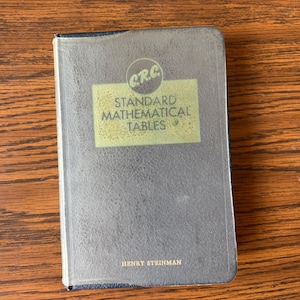 C.R.C.
STANDARD
MATHEMATICAL
TABLES
HENRY STEINMAN